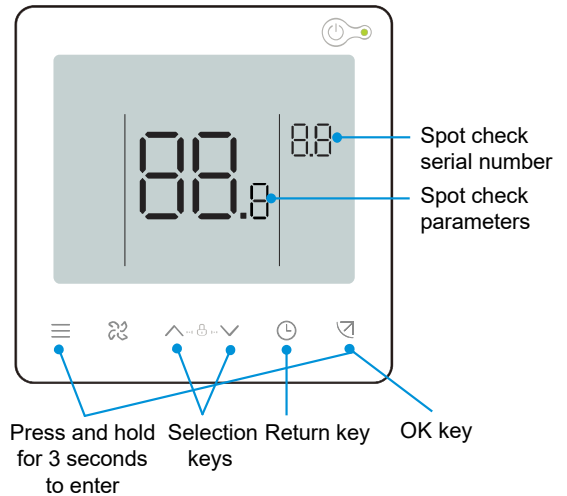 88.8
8.8
Spot check
serial number
Spot check
parameters
Press and hold
for 3 seconds
to enter
Selection
keys
Return key
OK key